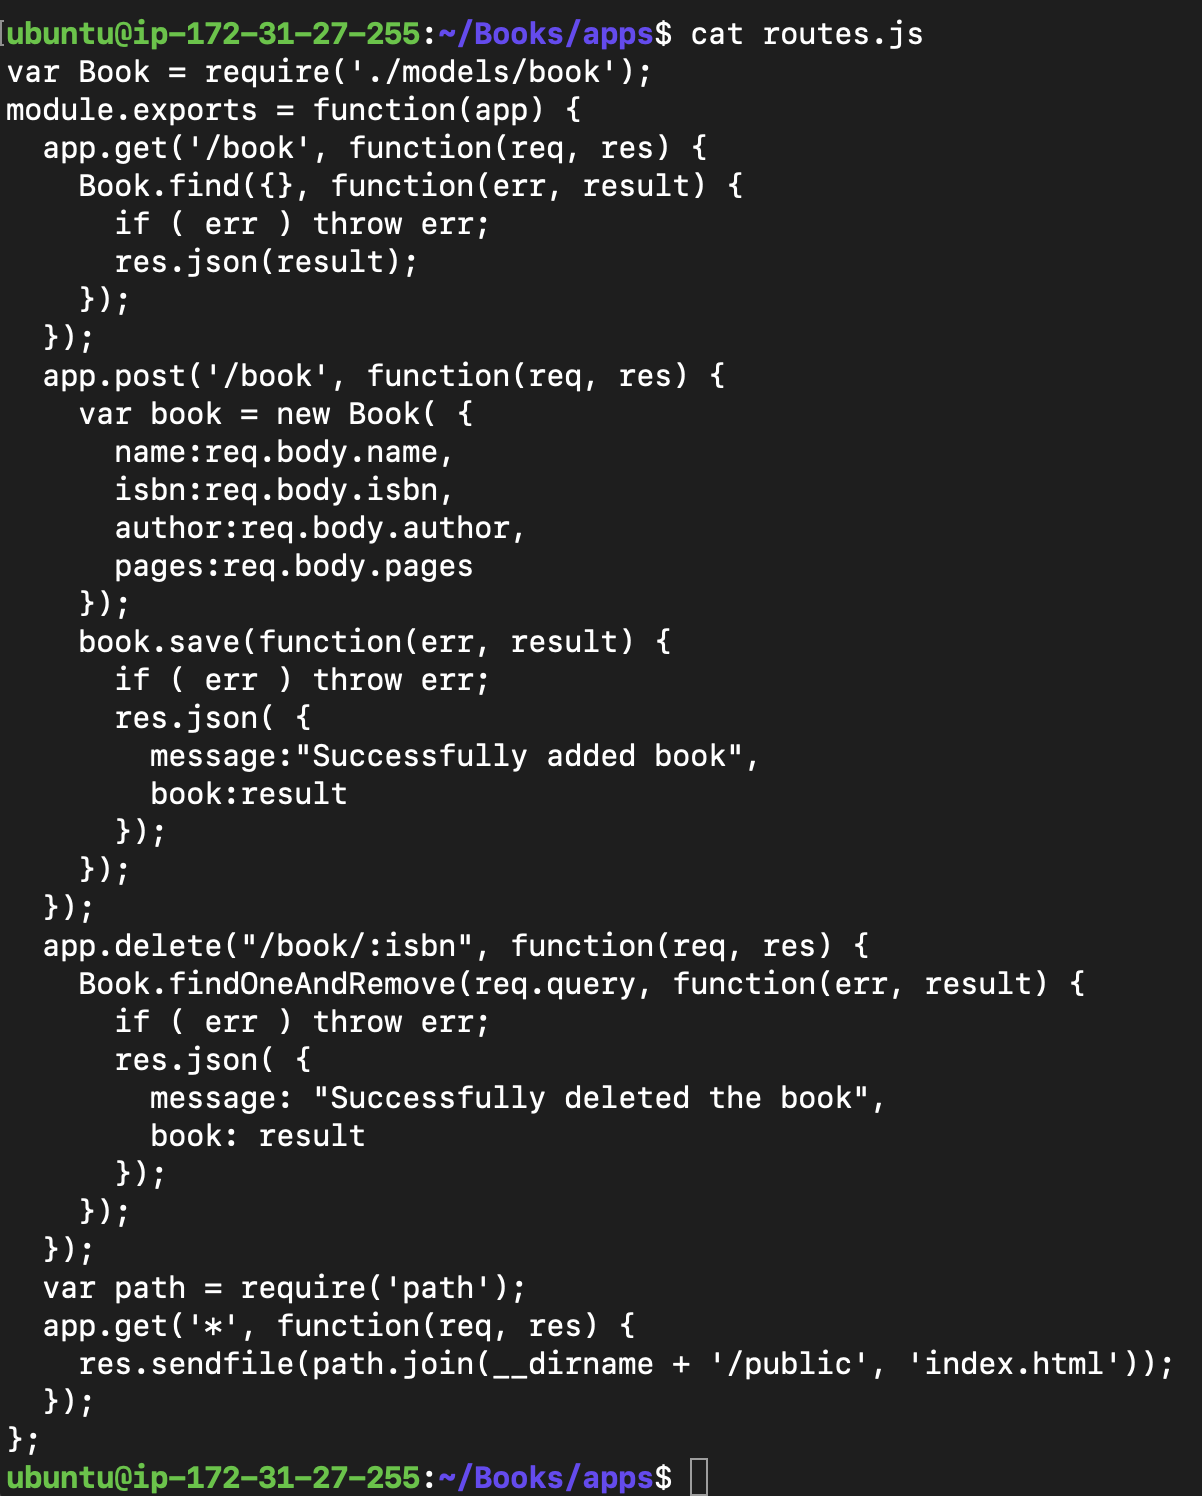 ubuntu@ip-172-31-27-255:~/Books/apps$ cat routes.js
var Book = require('./models/book');
module.exports = function(app) {
  app.get('/book', function(req, res) {
    Book.find({}, function(err, result) {
      if ( err ) throw err;
      res.json(result);
    });
  });
  app.post('/book', function(req, res) {
    var book = new Book( {
      name:req.body.name,
      isbn:req.body.isbn,
      author:req.body.author,
      pages:req.body.pages
    });
    book.save(function(err, result) {
      if ( err ) throw err;
      res.json( {
        message:"Successfully added book",
        book:result
      });
    });
  });
  app.delete("/book/:isbn", function(req, res) {
    Book.findOneAndRemove(req.query, function(err, result) {
      if ( err ) throw err;
      res.json( {
        message: "Successfully deleted the book",
        book: result
      });
    });
  });
  var path = require('path');
  app.get('*', function(req, res) {
    res.sendfile(path.join(__dirname + '/public', 'index.html'));
  });
};
ubuntu@ip-172-31-27-255:~/Books/apps$